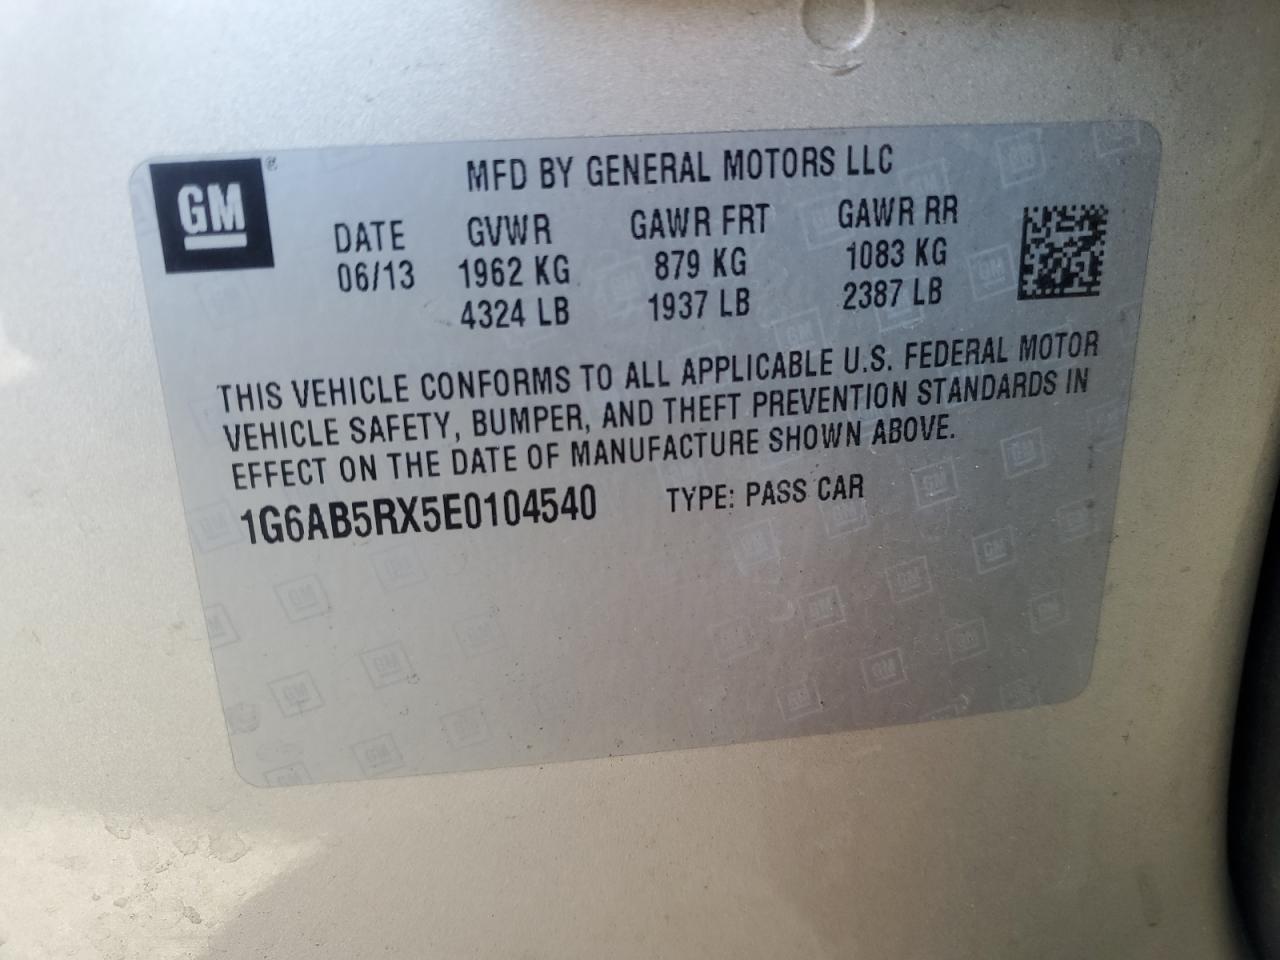 GM®
MFD BY GENERAL MOTORS LLC
DATE GVWR GAWR FRT GAWR RR
06/13 1962 KG 879 KG 1083 KG
4324 LB 1937 LB 2387 LB
THIS VEHICLE CONFORMS TO ALL APPLICABLE U.S. FEDERAL MOTOR
VEHICLE SAFETY, BUMPER, AND THEFT PREVENTION STANDARDS IN
EFFECT ON THE DATE OF MANUFACTURE SHOWN ABOVE.
1G6AB5RX5E0104540 TYPE: PASS CAR